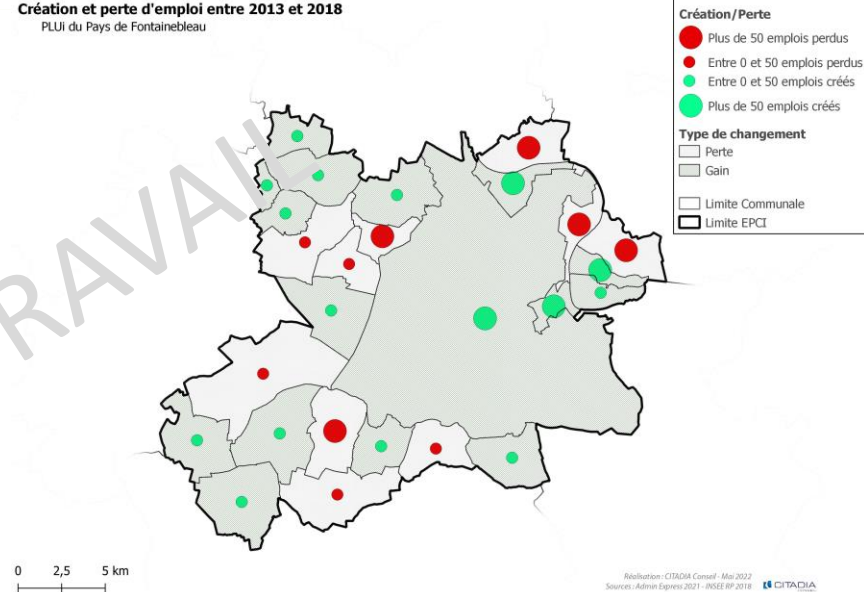 Création et perte d'emploi entre 2013 et 2018
PLUi du Pays de Fontainebleau
Création/Perte
Plus de 50 emplois perdus
Entre 0 et 50 emplois perdus
Entre 0 et 50 emplois créés
Plus de 50 emplois créés
Type de changement
Perte
Gain
Limite Communale
Limite EPCI
RAVAIL
0 2,5 5 km
Réalisation : CITADIA Conseil - Mai 2022
Sources : Admin Express 2021 - INSEE RP 2018
CITADIA